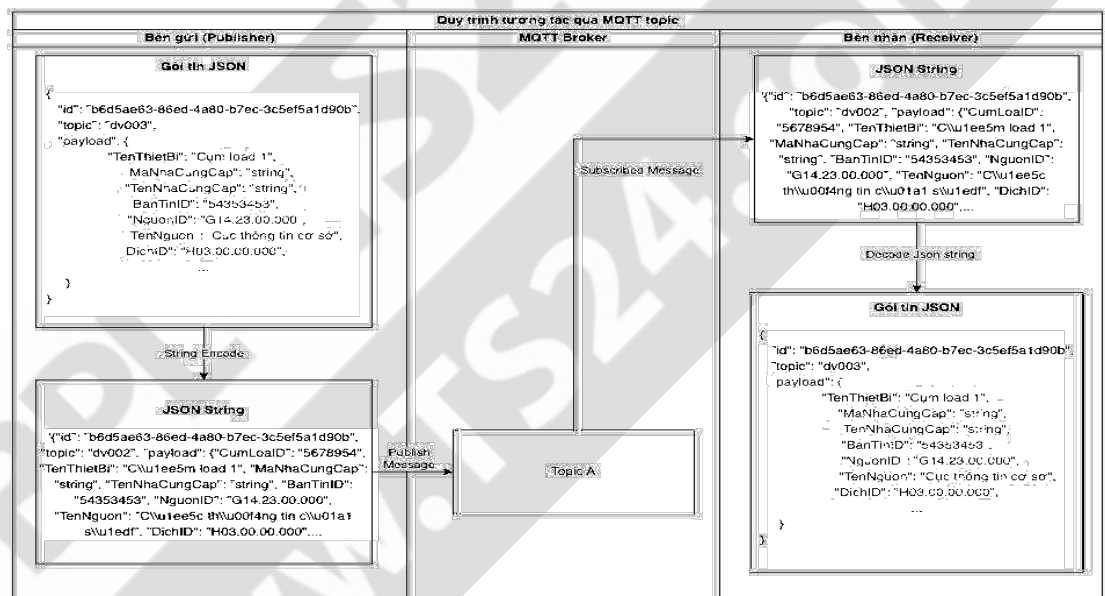 Quy trình tương tác qua MQTT topic
Bên gửi (Publisher)
MQTT Broker
Bên nhận (Receiver)
Gói tin JSON
{
"id": "b6d5ae63-86ed-4a80-b7ec-3c5ef5a1d90b",
"topic": "dv003",
"payload": {
"TenThietBi": "Cụm load 1",
MaNhaCungCap": "string",
"TenNhaCungCap": "string",
BanTinID": "54353453",
"NguonID": "G14.23.00.000",
TenNguon": "Cục thông tin cơ sở",
DichID": "H03.00.00.000",
...
}
}
String Encode
JSON String
'{"id": "b6d5ae63-86ed-4a80-b7ec-3c5ef5a1d90b",
"topic": "dv002", "payload": {"CumLoaID": "5678954",
"TenThietBi": "C\\u1ee5m load 1", "MaNhaCungCap":
"string", "TenNhaCungCap": "string", "BanTinID":
"54353453", "NguonID": "G14.23.00.000",
"TenNguon": "C\\u1ee5c th\\u00f4ng tin c\\u01a1
s\\u1edf", "DichID": "H03.00.00.000",...
Publish
Message
Topic A
Subscribed Message
JSON String
'{"id": "b6d5ae63-86ed-4a80-b7ec-3c5ef5a1d90b",
"topic": "dv002", "payload": {"CumLoaID":
"5678954", "TenThietBi": "C\\u1ee5m load 1",
"MaNhaCungCap": "string", "TenNhaCungCap":
"string", "BanTinID": "54353453", "NguonID":
"G14.23.00.000", "TenNguon": "C\\u1ee5c
th\\u00f4ng tin c\\u01a1 s\\u1edf", "DichID":
"H03.00.00.000",...
Decode Json string
Gói tin JSON
{
"id": "b6d5ae63-86ed-4a80-b7ec-3c5ef5a1d90b",
"topic": "dv003",
payload": {
"TenThietBi": "Cụm load 1",
"MaNhaCungCap": "string",
TenNhaCungCap": "string",
"BanTinID": "54353453",
"NguonID": "G14.23.00.000",
"TenNguon": "Cục thông tin cơ sở",
"DichID": "H03.00.00.000",
...
}
}